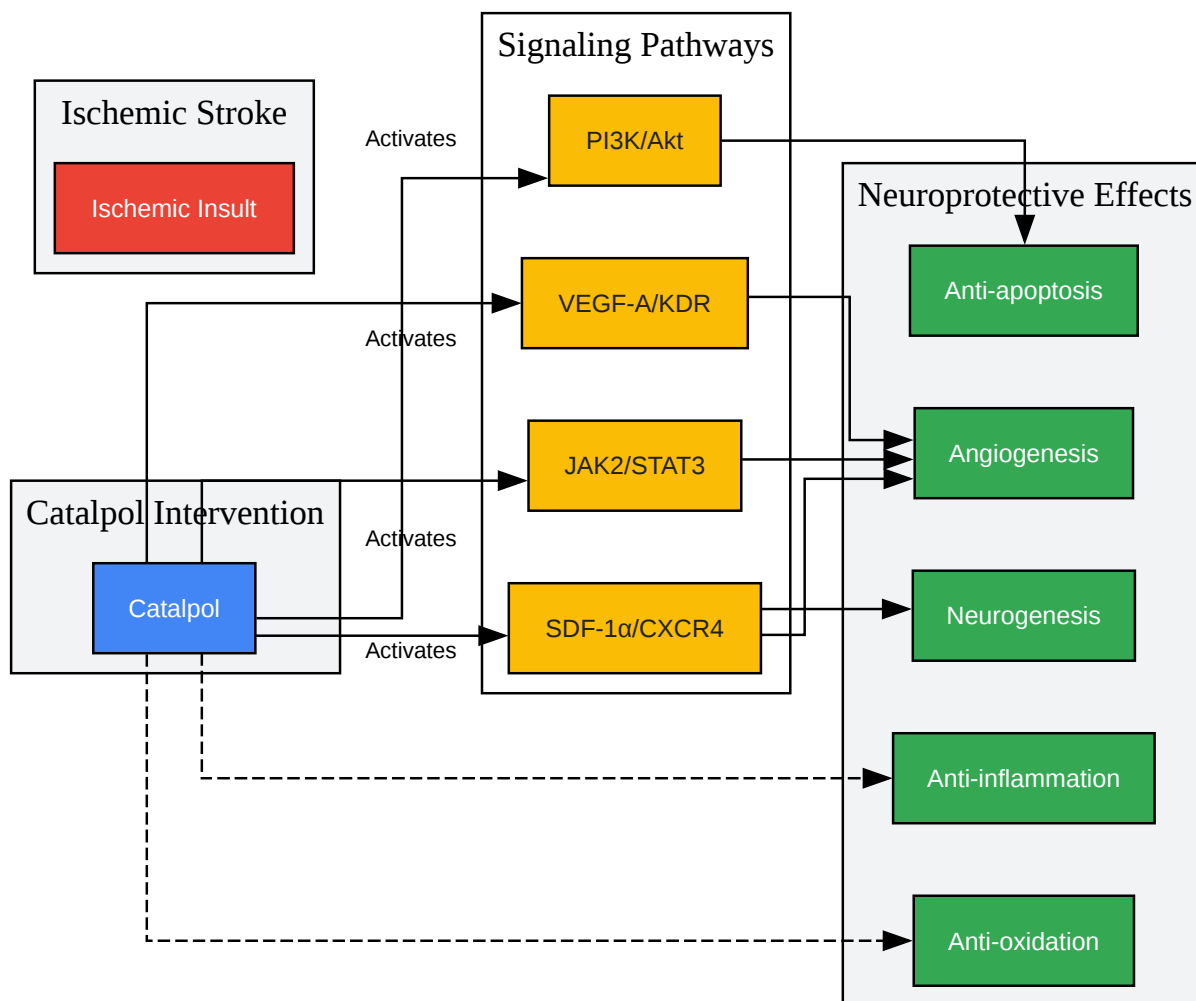 Signaling Pathways
Ischemic Stroke
Ischemic Insult
Activates
PI3K/Akt
Neuroprotective Effects
Anti-apoptosis
VEGF-A/KDR
Activates
JAK2/STAT3
Angiogenesis
Catalpol Intervention
Activates
Catalpol
SDF-1α/CXCR4
Neurogenesis
Activates
Anti-inflammation
Anti-oxidation